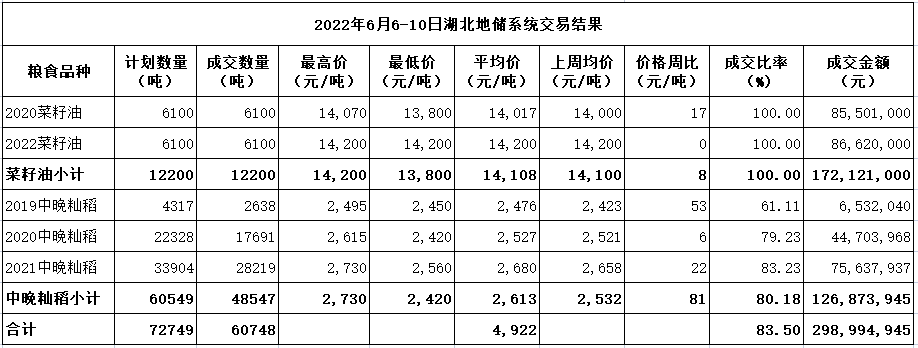 2022年6月6-10日湖北地储系统交易结果
粮食品种 计划数量（吨） 成交数量（吨） 最高价（元/吨） 最低价（元/吨） 平均价（元/吨） 上周均价（元/吨） 价格周比（元/吨） 成交比率（%） 成交金额（元）
2020菜籽油 6100 6100 14,070 13,800 14,017 14,000 17 100.00 85,501,000
2022菜籽油 6100 6100 14,200 14,200 14,200 14,200 0 100.00 86,620,000
菜籽油小计 12200 12200 14,200 13,800 14,108 14,100 8 100.00 172,121,000
2019中晚籼稻 4317 2638 2,495 2,450 2,476 2,423 53 61.11 6,532,040
2020中晚籼稻 22328 17691 2,615 2,420 2,527 2,521 6 79.23 44,703,968
2021中晚籼稻 33904 28219 2,730 2,560 2,680 2,658 22 83.23 75,637,937
中晚籼稻小计 60549 48547 2,730 2,420 2,613 2,532 81 80.18 126,873,945
合计 72749 60748 4,922 83.50 298,994,945